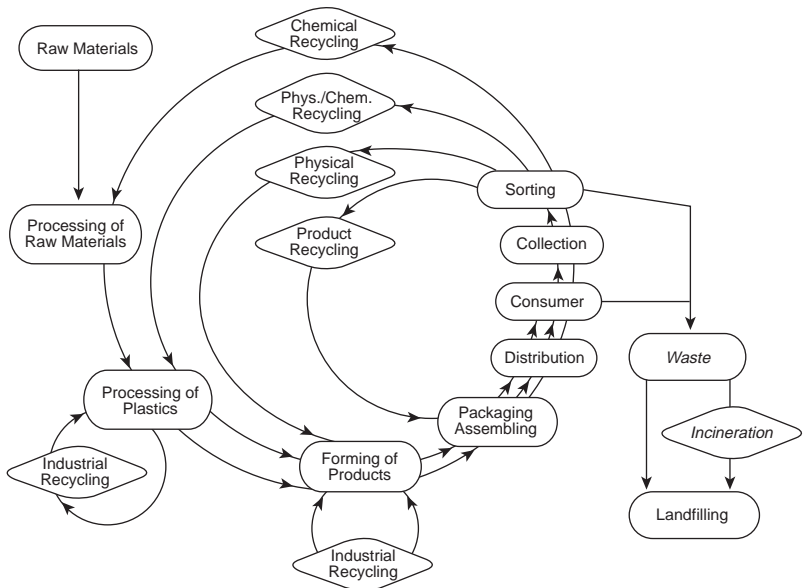 Raw Materials
Chemical
Recycling
Phys./Chem.
Recycling
Physical
Recycling
Sorting
Processing of
Raw Materials
Product
Recycling
Collection
Consumer
Distribution
Waste
Processing of
Plastics
Packaging
Assembling
Incineration
Industrial
Recycling
Forming of
Products
Landfilling
Industrial
Recycling